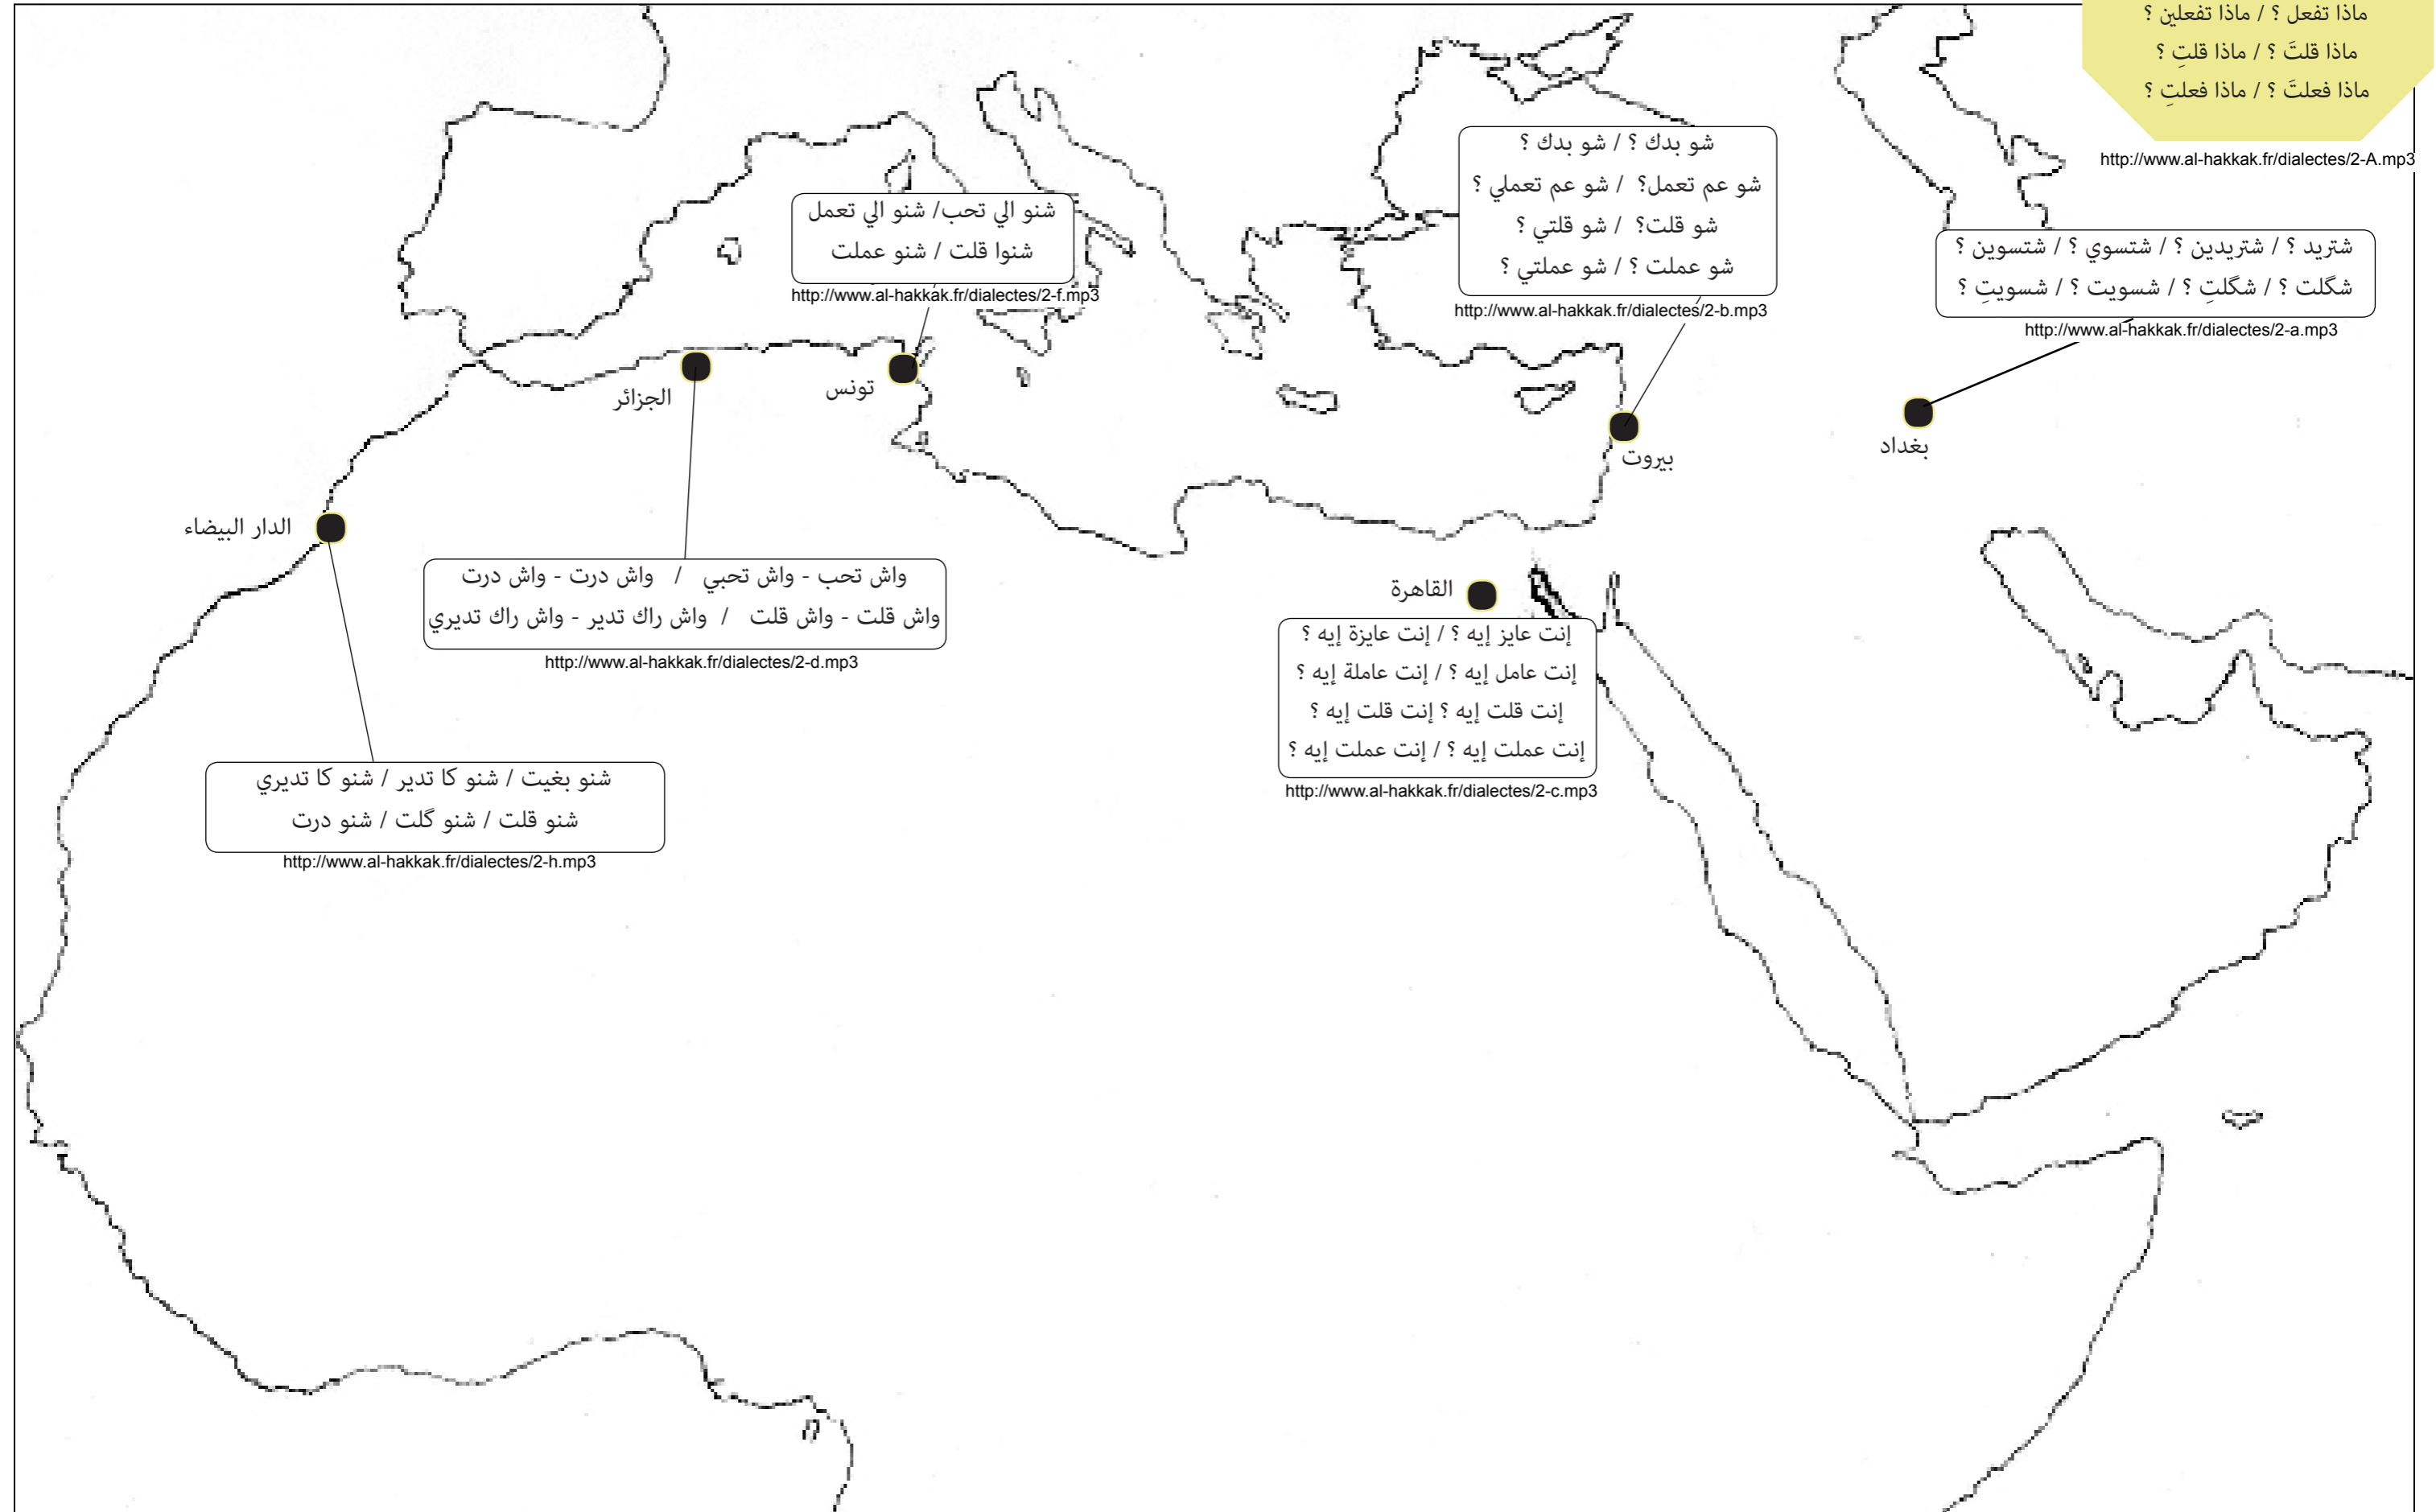 ماذا تفعل ؟ / ماذا تفعلين ؟
ماذا قلتَ ؟ / ماذا قلتِ ؟
ماذا فعلتَ ؟ / ماذا فعلتِ ؟
http://www.al-hakkak.fr/dialectes/2-A.mp3
شو بدك ؟ / شو بدك ؟
شو عم تعمل؟ / شو عم تعملي ؟
شو قلت؟ / شو قلتي ؟
شو عملت ؟ / شو عملتي ؟
http://www.al-hakkak.fr/dialectes/2-b.mp3
شنو الي تحب/ شنو الي تعمل
شنوا قلت / شنو عملت
http://www.al-hakkak.fr/dialectes/2-f.mp3
شتريد ؟ / شتريدين ؟ / شتسوي ؟ / شتسوين ؟
شگلت ؟ / شگلتِ ؟ / شسويت ؟ / شسويتِ ؟
http://www.al-hakkak.fr/dialectes/2-a.mp3
بغداد
بيروت
تونس
الجزائر
الدار البيضاء
القاهرة
واش تحب - واش تحبي / واش درت - واش درت
واش قلت - واش قلت / واش راك تدير - واش راك تديري
http://www.al-hakkak.fr/dialectes/2-d.mp3
إنت عايز إيه ؟ / إنت عايزة إيه ؟
إنت عامل إيه ؟ / إنت عاملة إيه ؟
إنت قلت إيه ؟ إنت قلت إيه ؟
إنت عملت إيه ؟ / إنت عملت إيه ؟
http://www.al-hakkak.fr/dialectes/2-c.mp3
شنو بغيت / شنو كا تدير / شنو كا تديري
شنو قلت / شنو گلت / شنو درت
http://www.al-hakkak.fr/dialectes/2-h.mp3